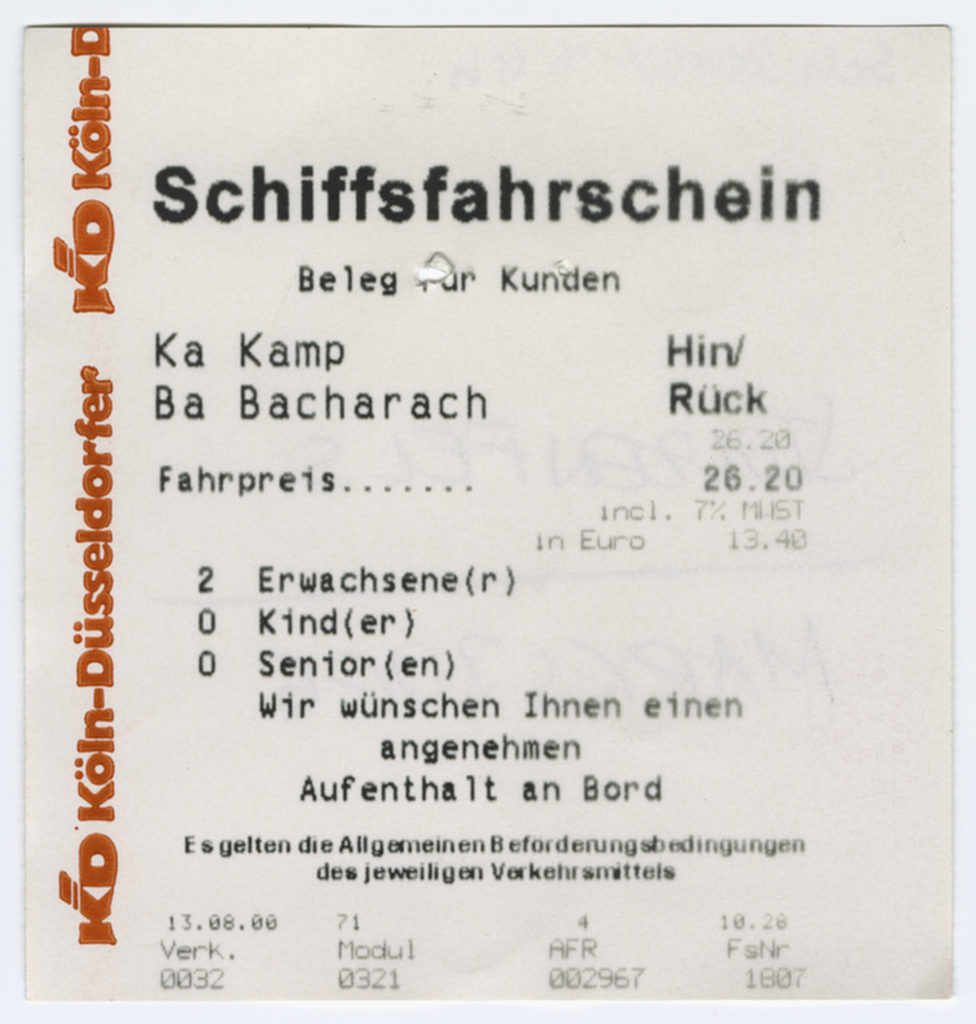 KD Köln-Düsseldorfer KD Köln-D
Schiffsfahrschein
Beleg für Kunden
Ka Kamp Hin/
Ba Bacharach Rück
26.20
Fahrpreis....... 26.20
incl. 7% MWST
in Euro 13.40
2 Erwachsene(r)
0 Kind(er)
0 Senior(en)
Wir wünschen Ihnen einen
angenehmen
Aufenthalt an Bord
Es gelten die Allgemeinen Beförderungsbedingungen
des jeweiligen Verkehrsmittels
13.08.00 71 4 10.28
Verk. Modul AFR FsNr
0032 0321 002967 1807